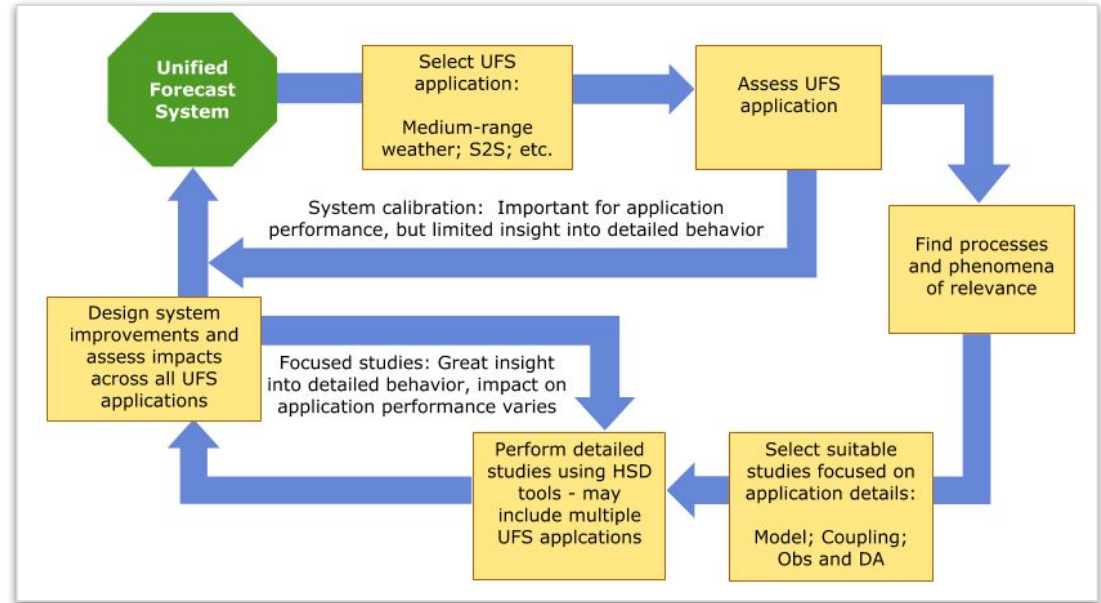 Unified
Forecast
System
Select UFS
application:
Medium-range
weather; S2S; etc.
Assess UFS
application
System calibration:  Important for application
performance, but limited insight into detailed behavior
Find processes
and phenomena
of relevance
Design system
improvements and
assess impacts
across all UFS
applications
Focused studies: Great insight
into detailed behavior, impact on
application performance varies
Perform detailed
studies using HSD
tools - may
include multiple
UFS applcations
Select suitable
studies focused on
application details:
Model; Coupling;
Obs and DA